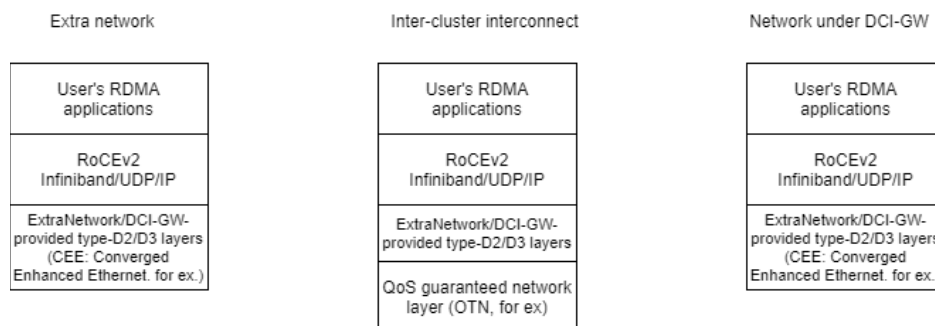 Extra network
Inter-cluster interconnect
Network under DCI-GW
User's RDMA
applications
RoCEv2
Infiniband/UDP/IP
ExtraNetwork/DCI-GW-
provided type-D2/D3 layers
(CEE: Converged
Enhanced Ethernet. for ex.)
User's RDMA
applications
RoCEv2
Infiniband/UDP/IP
ExtraNetwork/DCI-GW-
provided type-D2/D3 layers
QoS guaranteed network
layer (OTN, for ex)
User's RDMA
applications
RoCEv2
Infiniband/UDP/IP
ExtraNetwork/DCI-GW-
provided type-D2/D3 layers
(CEE: Converged
Enhanced Ethernet. for ex.